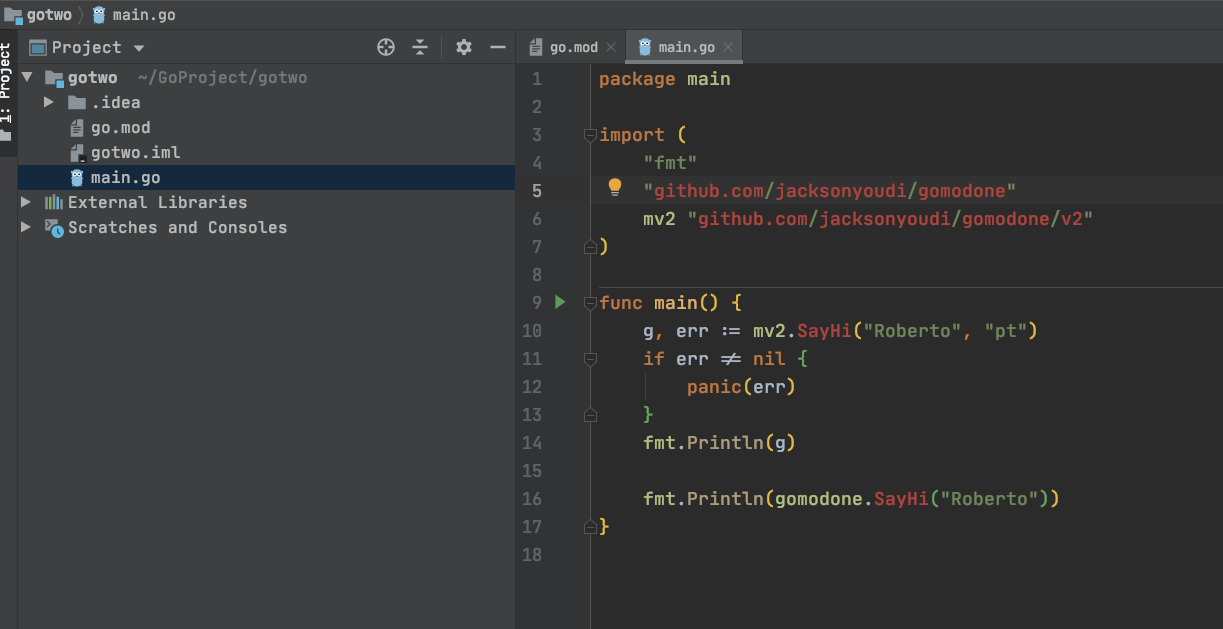 gotwo main.go
1: Project
Project
gotwo ~/GoProject/gotwo
.idea
go.mod
gotwo.iml
main.go
External Libraries
Scratches and Consoles
go.mod main.go
1 package main
2
3 import (
4 "fmt"
5 "github.com/jacksonyoudi/gomodone"
6 mv2 "github.com/jacksonyoudi/gomodone/v2"
7 )
8
9 func main() {
10 g, err := mv2.SayHi("Roberto", "pt")
11 if err ≠ nil {
12 panic(err)
13 }
14 fmt.Println(g)
15
16 fmt.Println(gomodone.SayHi("Roberto"))
17 }
18